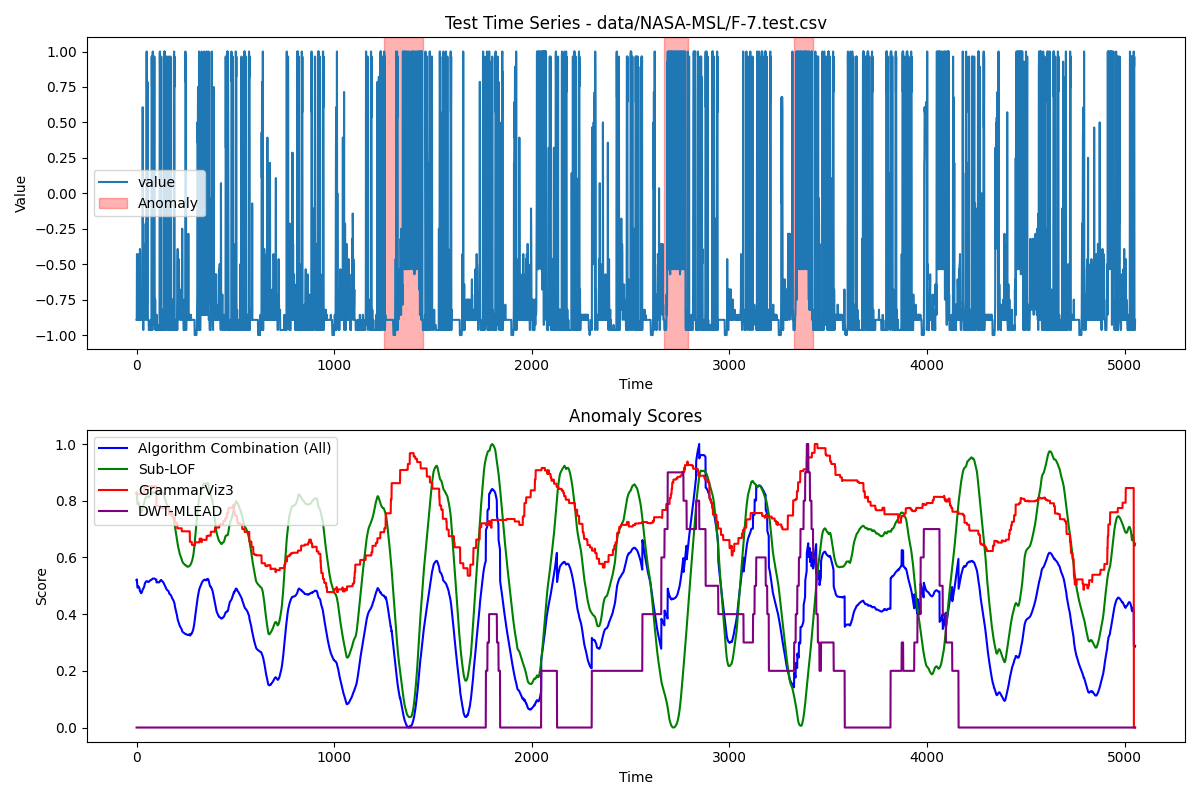 Test Time Series - data/NASA-MSL/F-7.test.csv
1.00
0.75
0.50
0.25
0.00
−0.25
−0.50
−0.75
−1.00
Value
value
Anomaly
0 1000 2000 3000 4000 5000
Time
Anomaly Scores
1.0
0.8
0.6
0.4
0.2
0.0
Score
Algorithm Combination (All)
Sub-LOF
GrammarViz3
DWT-MLEAD
0 1000 2000 3000 4000 5000
Time